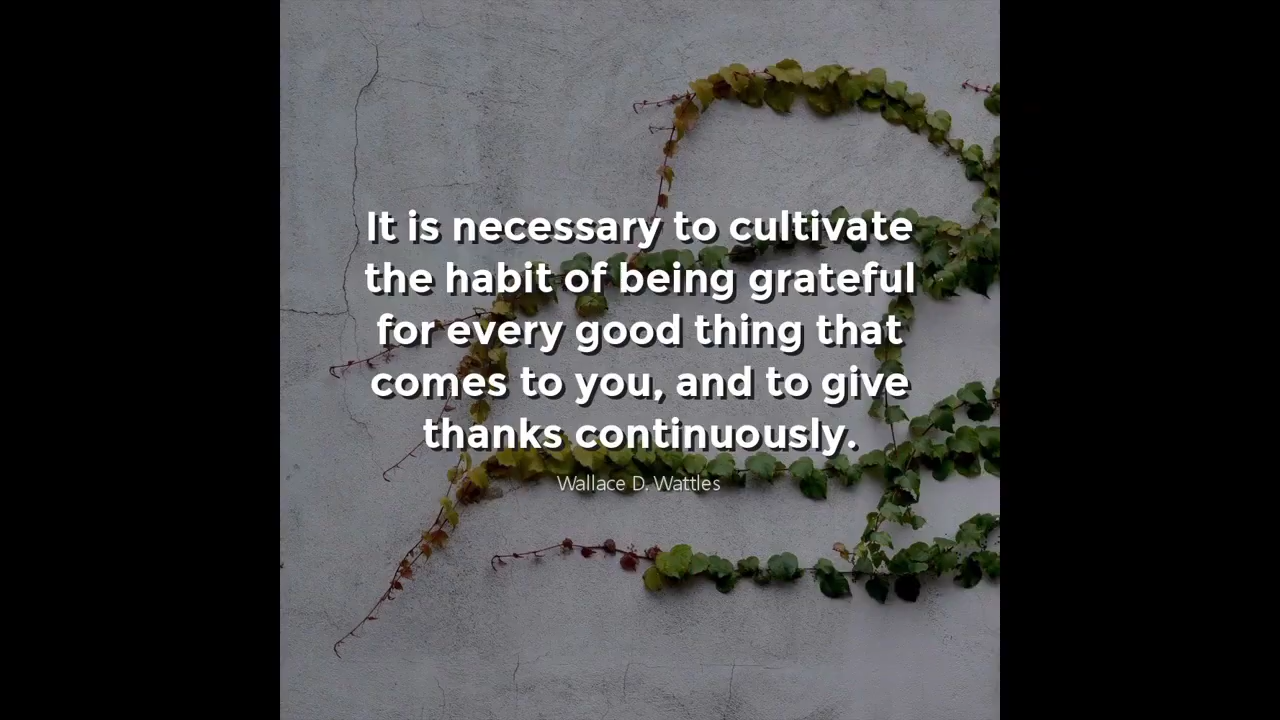 It is necessary to cultivate
the habit of being grateful
for every good thing that
comes to you, and to give
thanks continuously.
Wallace D. Wattles